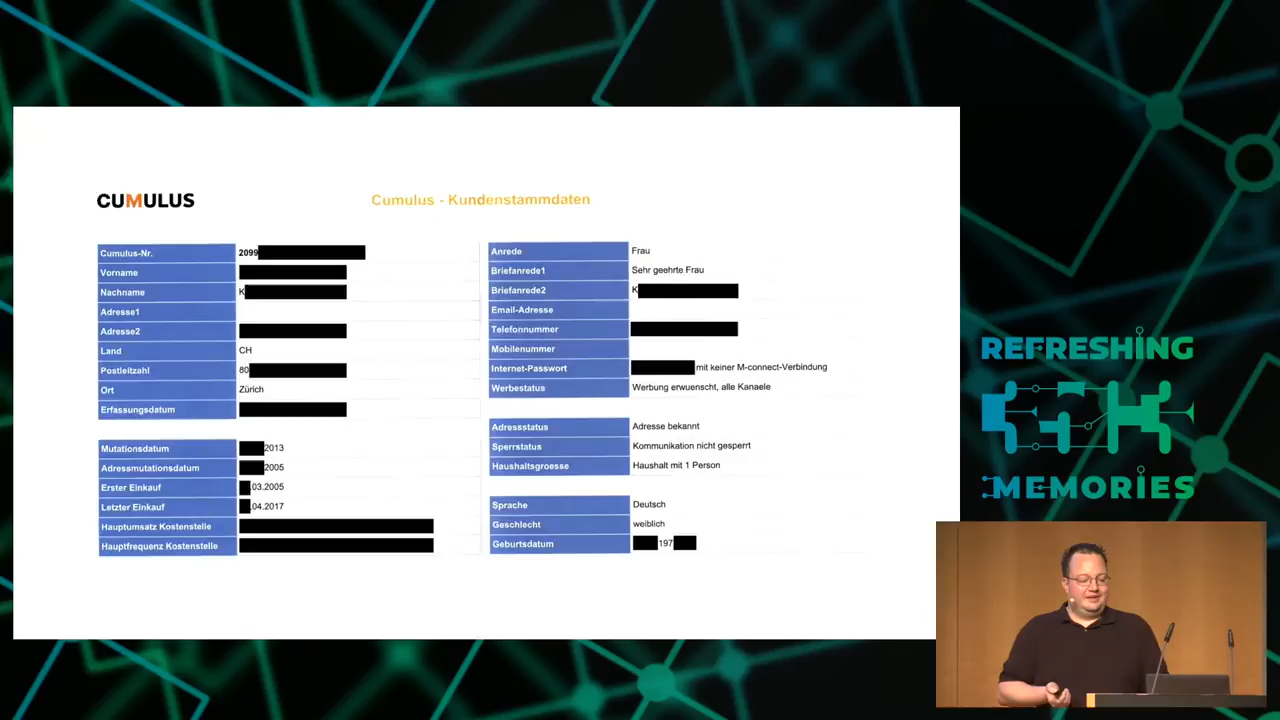 CUMULUS
Cumulus - Kundenstammdaten
Cumulus-Nr. 2099
Vorname
Nachname K
Adresse1
Adresse2
Land CH
Postleitzahl 80
Ort Zürich
Erfassungsdatum
Mutationsdatum 2013
Adressmutationsdatum 2005
Erster Einkauf .03.2005
Letzter Einkauf .04.2017
Hauptumsatz Kostenstelle
Hauptfrequenz Kostenstelle
Anrede Frau
Briefanrede1 Sehr geehrte Frau
Briefanrede2 K
Email-Adresse
Telefonnummer
Mobilenummer
Internet-Passwort mit keiner M-connect-Verbindung
Werbestatus Werbung erwuenscht, alle Kanaele
Adressstatus Adresse bekannt
Sperrstatus Kommunikation nicht gesperrt
Haushaltsgroesse Haushalt mit 1 Person
Sprache Deutsch
Geschlecht weiblich
Geburtsdatum 197
REFRESHING
MEMORIES